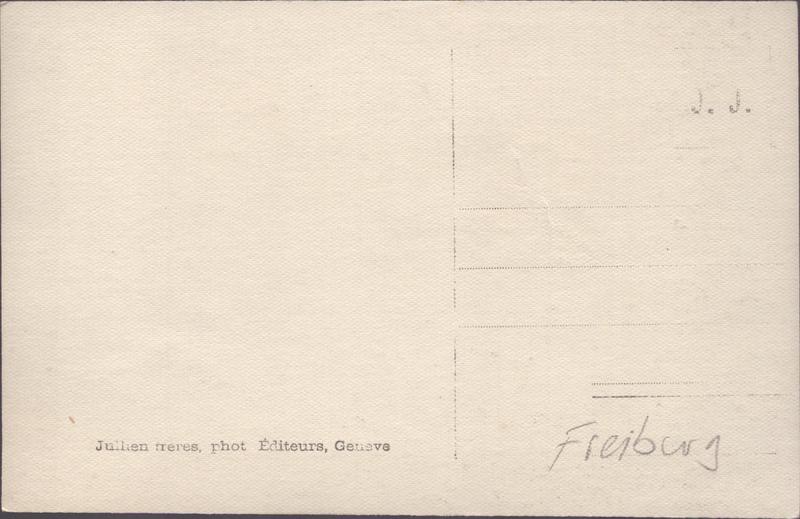 J. J.
Jullien freres, phot Éditeurs, Geneve
Freiburg